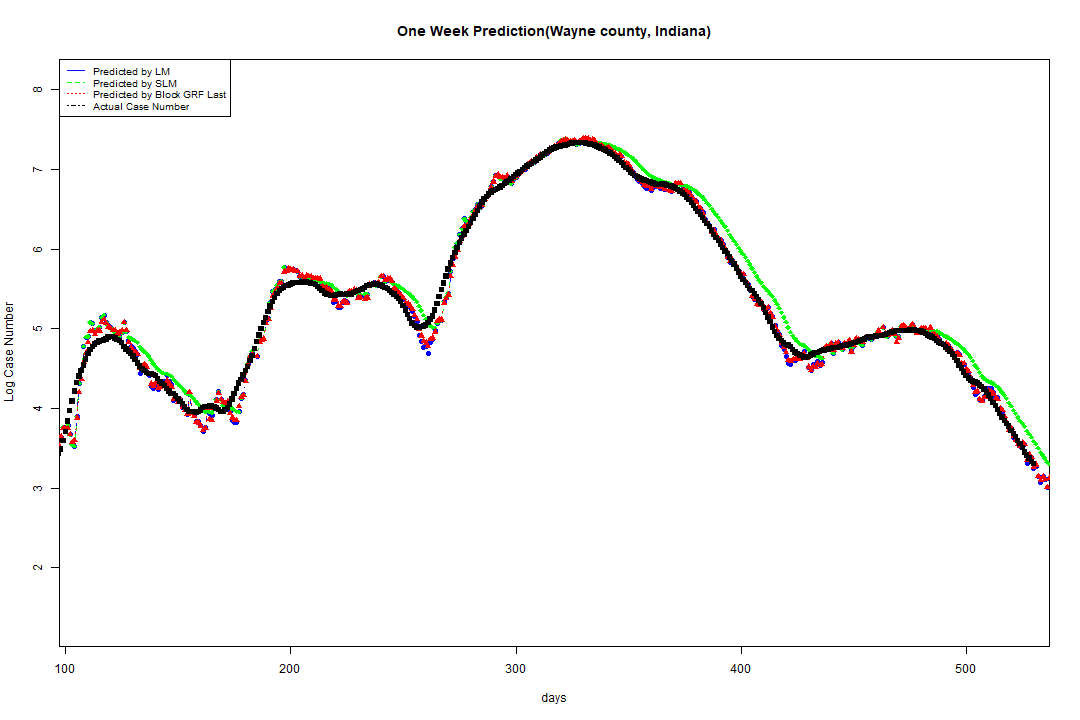 One Week Prediction(Wayne county, Indiana)
Predicted by LM
Predicted by SLM
Predicted by Block GRF Last
Actual Case Number
8
7
6
5
4
3
2
Log Case Number
100 200 300 400 500
days